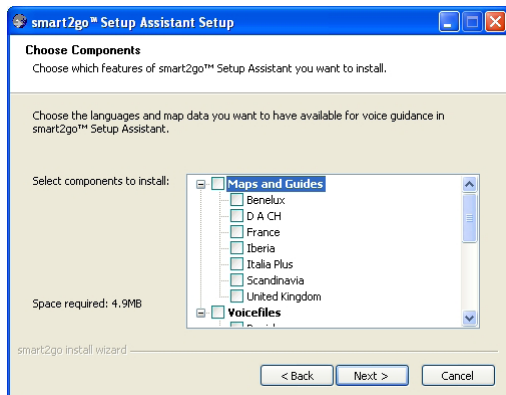 smart2go™ Setup Assistant Setup
Choose Components
Choose which features of smart2go™ Setup Assistant you want to install.
Choose the languages and map data you want to have available for voice guidance in
smart2go™ Setup Assistant.
Select components to install:
Maps and Guides
Benelux
D A CH
France
Iberia
Italia Plus
Scandinavia
United Kingdom
Voicefiles
Space required: 4.9MB
smart2go install wizard
< Back
Next >
Cancel